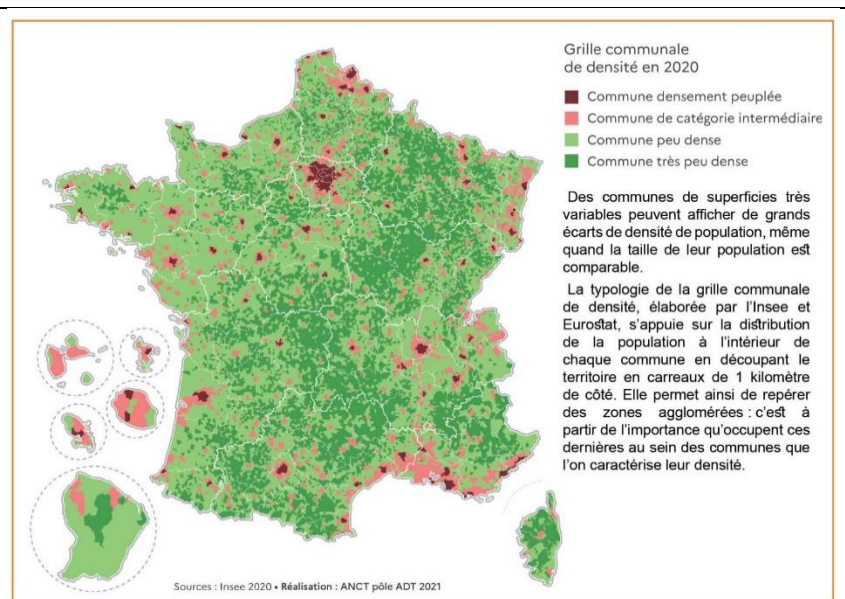 Grille communale
de densité en 2020
Commune densement peuplée
Commune de catégorie intermédiaire
Commune peu dense
Commune très peu dense
Des communes de superficies très
variables peuvent afficher de grands
écarts de densité de population, même
quand la taille de leur population est
comparable.
La typologie de la grille communale
de densité, élaborée par l’Insee et
Eurostat, s’appuie sur la distribution
de la population à l’intérieur de
chaque commune en découpant le
territoire en carreaux de 1 kilomètre
de côté. Elle permet ainsi de repérer
des zones agglomérées : c’est à
partir de l’importance qu’occupent ces
dernières au sein des communes que
l’on caractérise leur densité.
Sources : Insee 2020 • Réalisation : ANCT pôle ADT 2021